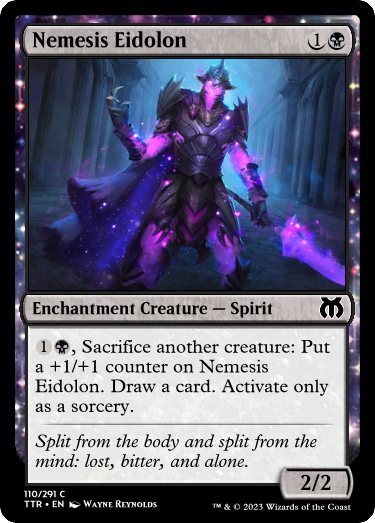 Nemesis Eidolon 1
Enchantment Creature — Spirit
1, Sacrifice another creature: Put
a +1/+1 counter on Nemesis
Eidolon. Draw a card. Activate only
as a sorcery.
Split from the body and split from the
mind: lost, bitter, and alone.
2/2
110/291 C
TTR • EN Wayne Reynolds
™ & © 2023 Wizards of the Coast